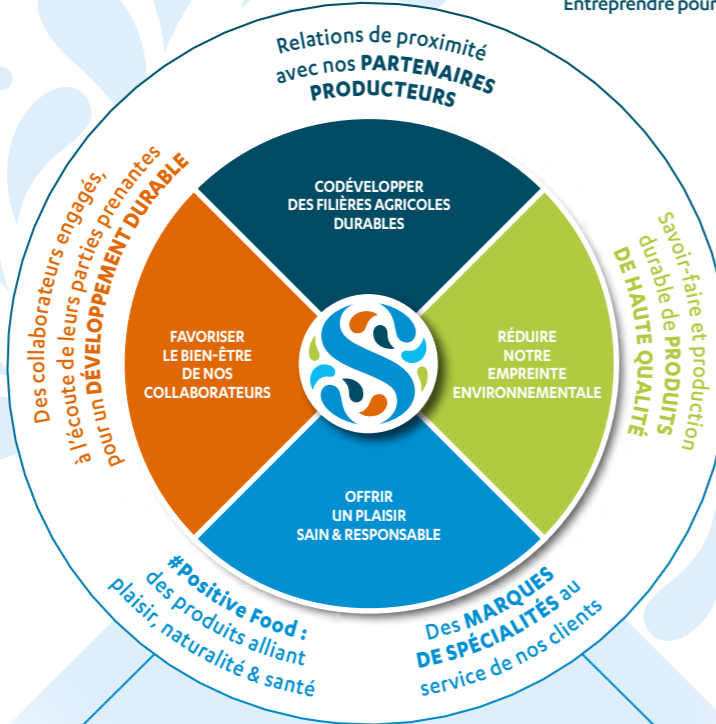 Entreprendre pour
Relations de proximité
avec nos PARTENAIRES
PRODUCTEURS
Des collaborateurs engagés,
à l'écoute de leurs parties prenantes
pour un DÉVELOPPEMENT DURABLE
CODÉVELOPPER
DES FILIÈRES AGRICOLES
DURABLES
Savoir-faire et production
durable de PRODUITS
DE HAUTE QUALITÉ
FAVORISER
LE BIEN-ÊTRE
DE NOS
COLLABORATEURS
RÉDUIRE
NOTRE
EMPREINTE
ENVIRONNEMENTALE
OFFRIR
UN PLAISIR
SAIN & RESPONSABLE
#Positive Food :
des produits alliant
plaisir, naturalité & santé
Des MARQUES
DE SPÉCIALITÉS au
service de nos clients